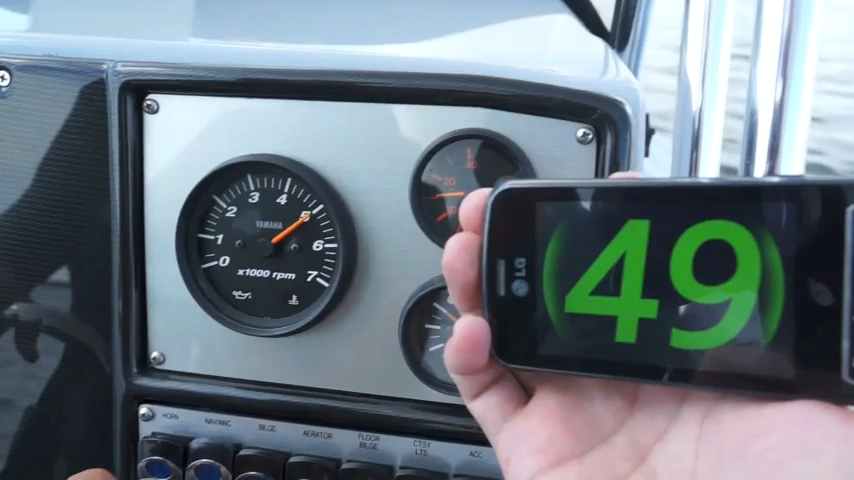 0 1 2 3 4 5 6 7
YAMAHA
x1000 rpm
30
20
LG
49
HORN NAV/ANC BILGE AERATOR FLOOR BILGE CTSY LTS ACC